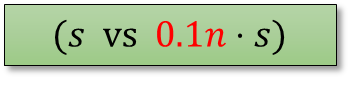 (s vs 0.1n · s)